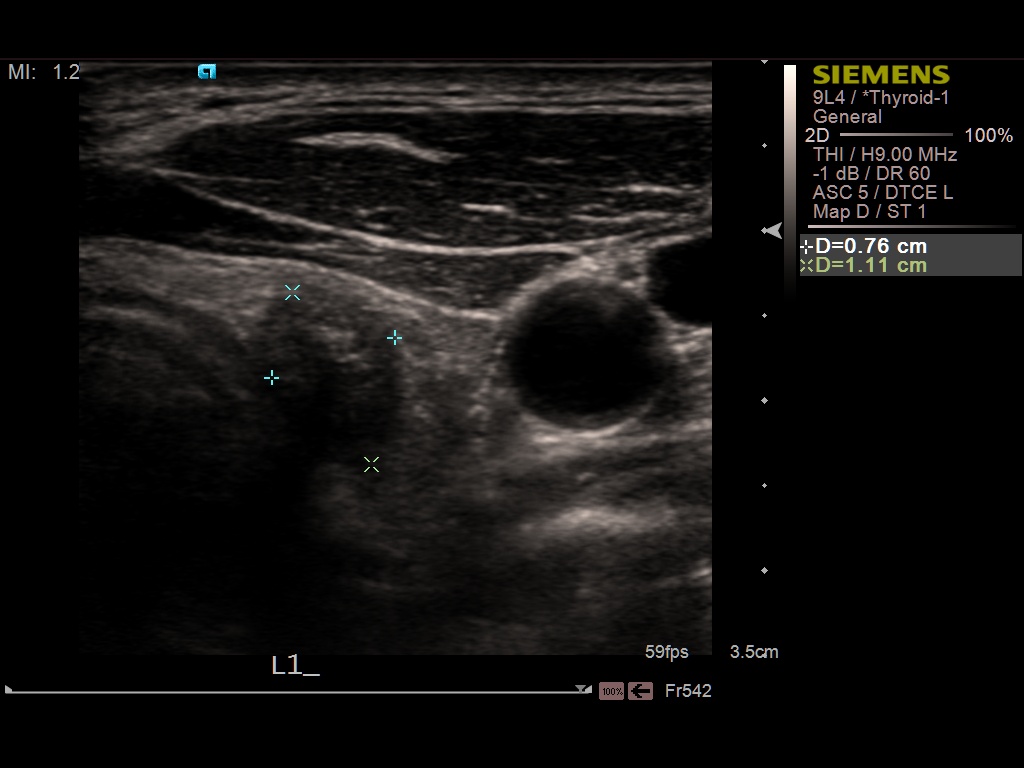 MI: 1.2
SIEMENS
9L4 / *Thyroid-1
General
2D 100%
THI / H9.00 MHz
-1 dB / DR 60
ASC 5 / DTCE L
Map D / ST 1
D=0.76 cm
D=1.11 cm
59fps 3.5cm
L1_
100% Fr542